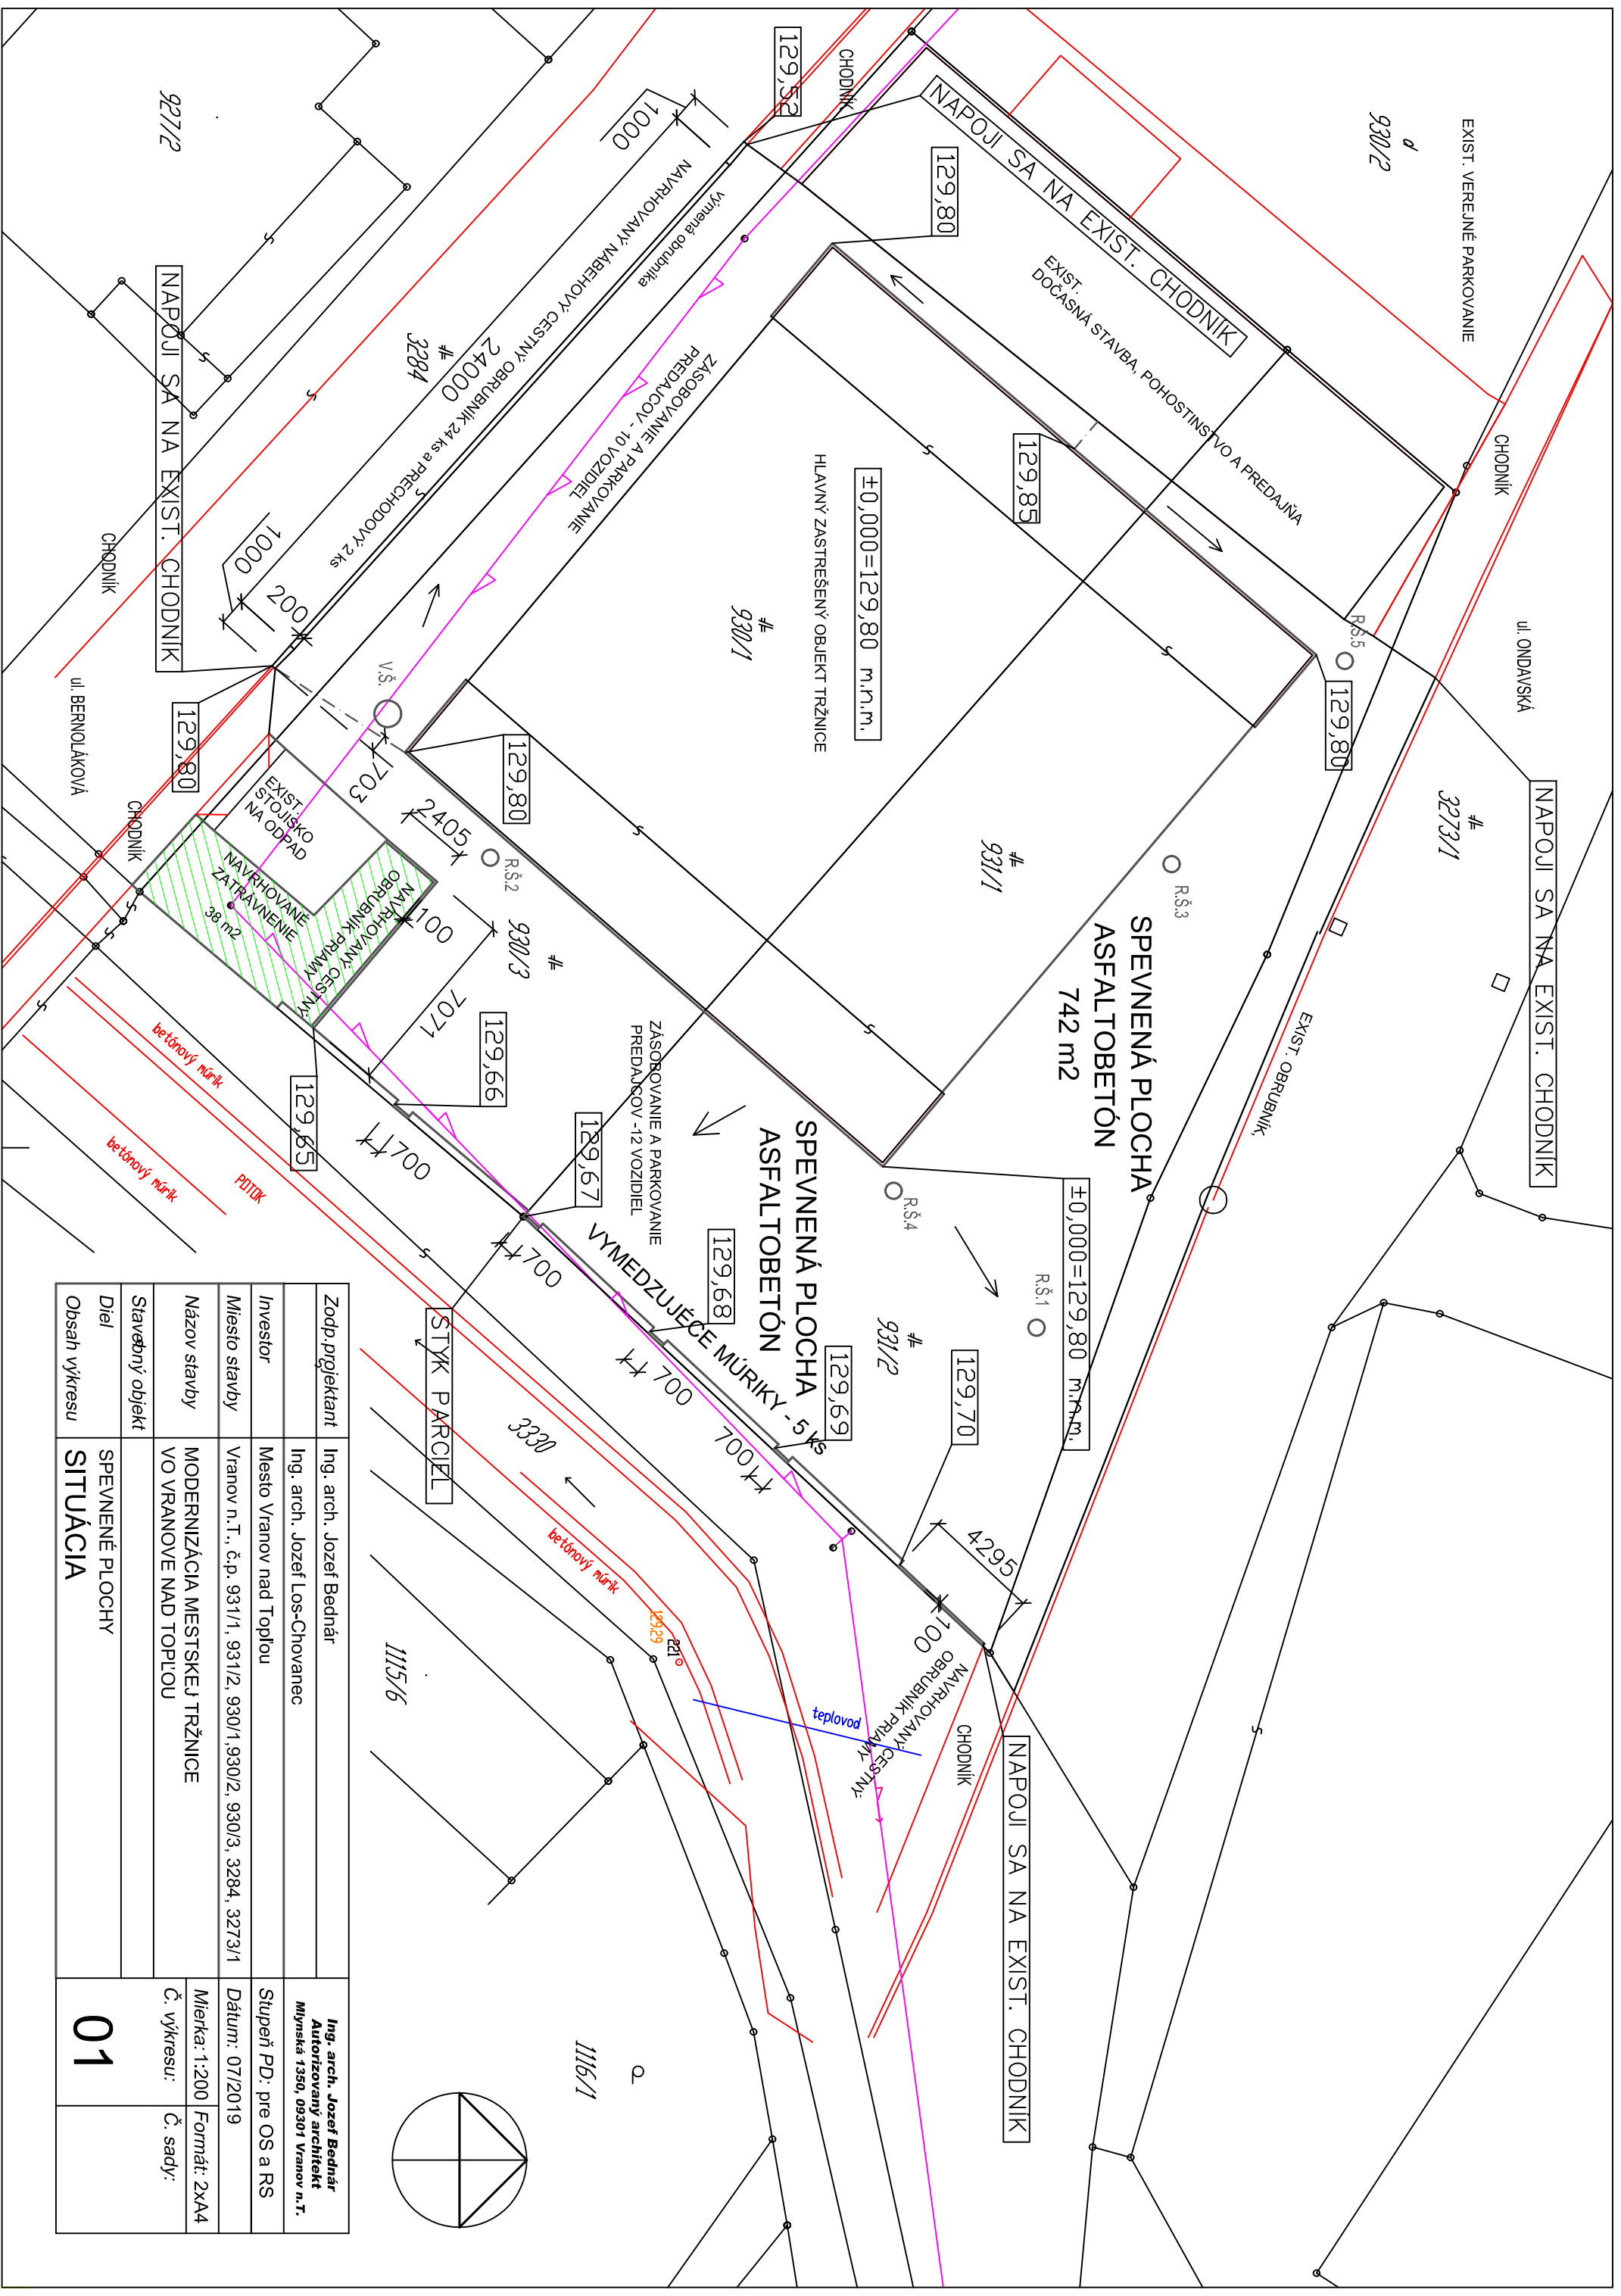 EXIST. VEREJNÉ PARKOVANIE
930/2
CHODNÍK
ul. ONDAVSKÁ
NAPOJI SA NA EXIST. CHODNÍK
3273/1
EXIST. OBRUBNÍK,
129,52
CHODNÍK
NAPOJI SA NA EXIST. CHODNÍK
129,80
EXIST.
DOČASNÁ STAVBA, POHOSTINSTVO A PREDAJŇA
129,85
R.Š.5
129,80
R.Š.3
SPEVNENÁ PLOCHA
ASFALTOBETÓN
742 m2
±0,000=129,80 m.n.m.
HLAVNÝ ZASTREŠENÝ OBJEKT TRŽNICE
930/1
931/1
ZÁSOBOVANIE A PARKOVANIE
PREDAJCOV - 10 VOZIDIEL
výmena obrubníka
NAVRHOVANÝ NÁBEHOVÝ CESTNÝ OBRUBNÍK 24 ks a PRECHODOVÝ 2 ks
1000
24000
1000
200
3284
927/2
NAPOJI SA NA EXIST. CHODNÍK
CHODNÍK
ul. BERNOLÁKOVÁ
129,80
CHODNÍK
V.Š.
1703
129,80
2405
R.Š.2
EXIST.
STOJISKO
NA ODPAD
NAVRHOVANÉ
ZATRÁVNENIE
38 m2
NAVRHOVANÝ CESTNÝ
OBRUBNÍK PRIAMY
100
930/3
7071
129,66
129,65
1700
129,67
ZÁSOBOVANIE A PARKOVANIE
PREDAJCOV -12 VOZIDIEL
SPEVNENÁ PLOCHA
ASFALTOBETÓN
R.Š.4
R.Š.1
±0,000=129,80 m.n.m.
931/2
129,68
VYMEDZUJÉCE MÚRIKY - 5 ks
129,69
129,70
1700
1700
1700
4295
100
NAVRHOVANÝ CESTNÝ
OBRUBNÍK PRIAMY
CHODNÍK
NAPOJI SA NA EXIST. CHODNÍK
STYK PARCIEL
betónový múrik
betónový múrik
POTOK
3330
betónový múrik
129.29
221
teplovod
1115/6
1116/1
Zodp.projektant
Ing. arch. Jozef Bednár
Ing. arch. Jozef Los-Chovanec
Investor
Mesto Vranov nad Topľou
Miesto stavby
Vranov n.T., č.p. 931/1, 931/2, 930/1,930/2, 930/3, 3284, 3273/1
Názov stavby
MODERNIZÁCIA MESTSKEJ TRŽNICE
VO VRANOVE NAD TOPĽOU
Stavebný objekt
Diel
SPEVNENÉ PLOCHY
Obsah výkresu
SITUÁCIA
Ing. arch. Jozef Bednár
Autorizovaný architekt
Mlynská 1350, 09301 Vranov n.T.
Stupeň PD: pre OS a RS
Dátum: 07/2019
Mierka: 1:200
Formát: 2xA4
Č. výkresu:
Č. sady:
01